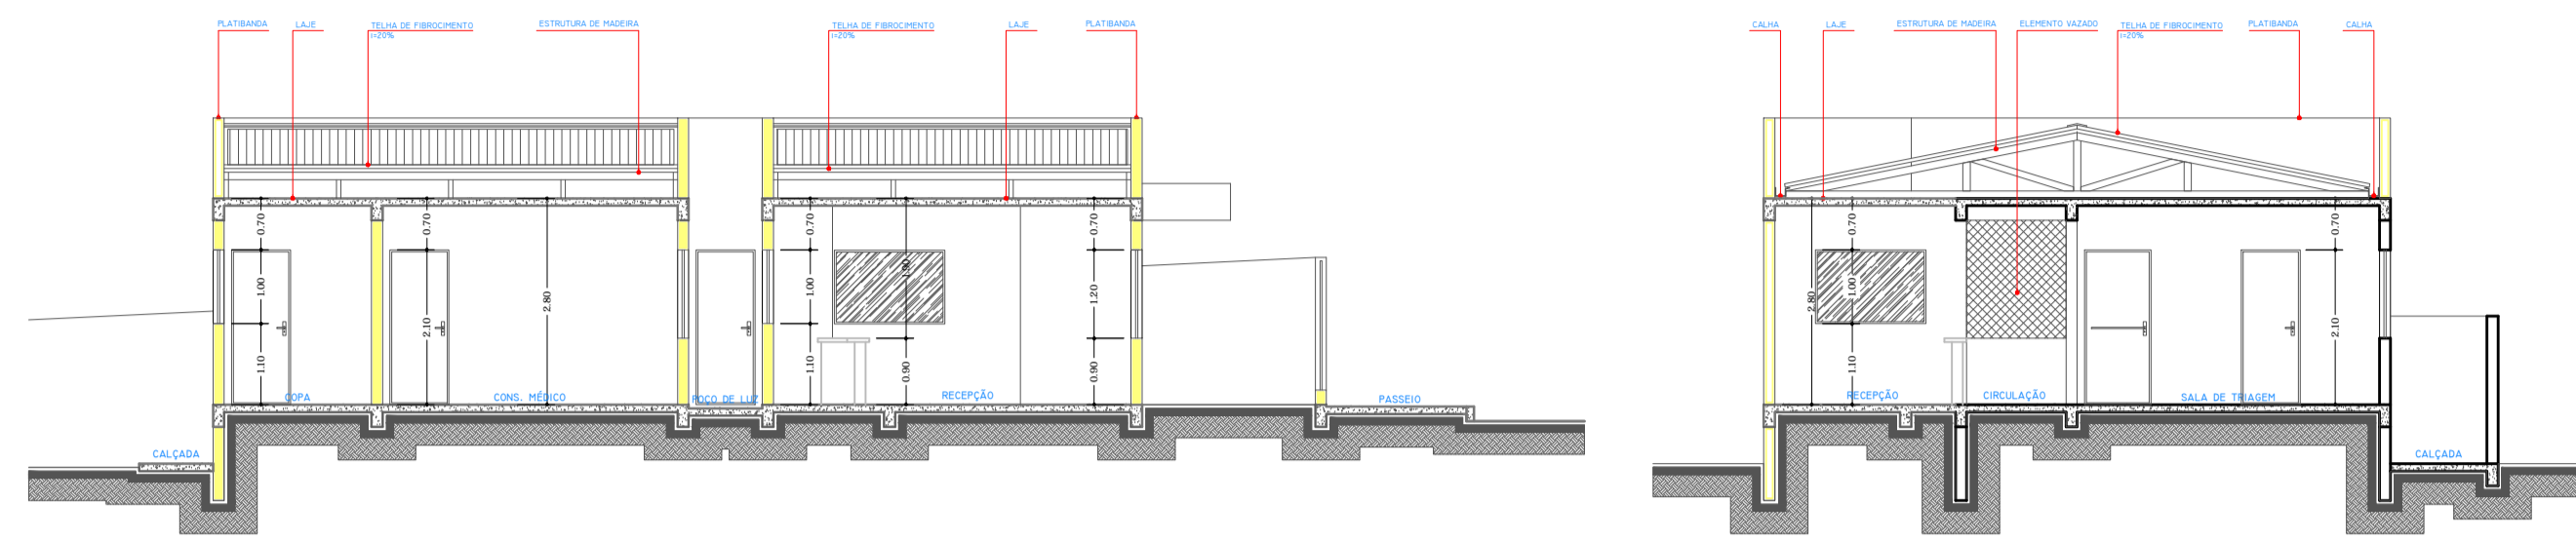 PLATIBANDA
LAJE
TELHA DE FIBROCIMENTO
i=20%
ESTRUTURA DE MADEIRA
TELHA DE FIBROCIMENTO
i=20%
LAJE
PLATIBANDA
0.70
0.70
0.70
0.70
1.00
2.10
2.80
1.00
1.90
1.20
1.10
1.10
0.90
0.90
COPA
CONS. MÉDICO
POÇO DE LUZ
RECEPÇÃO
PASSEIO
CALÇADA
CALHA
LAJE
ESTRUTURA DE MADEIRA
ELEMENTO VAZADO
TELHA DE FIBROCIMENTO
i=20%
PLATIBANDA
CALHA
0.70
0.70
2.80
1.00
2.10
1.10
RECEPÇÃO
CIRCULAÇÃO
SALA DE TRIAGEM
CALÇADA